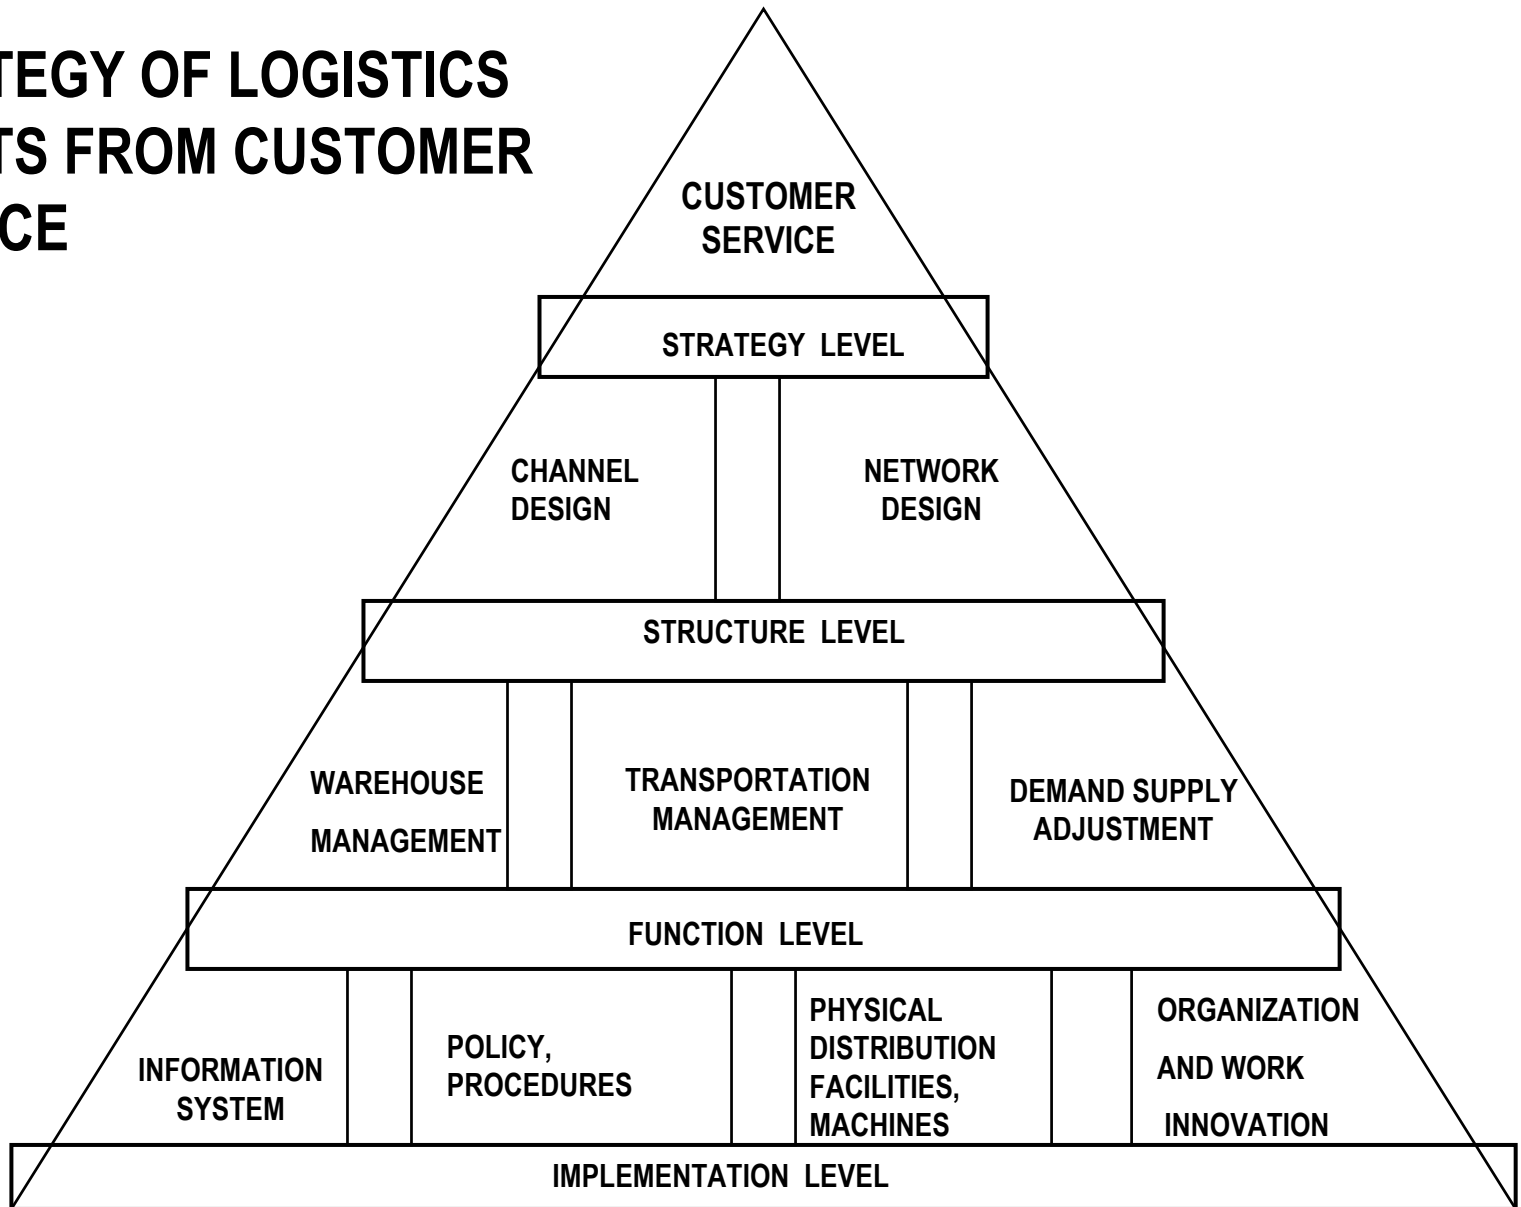 TEGY OF LOGISTICS
TS FROM CUSTOMER
CE
CUSTOMER
SERVICE
STRATEGY LEVEL
CHANNEL
DESIGN
NETWORK
DESIGN
STRUCTURE LEVEL
WAREHOUSE
MANAGEMENT
TRANSPORTATION
MANAGEMENT
DEMAND SUPPLY
ADJUSTMENT
FUNCTION LEVEL
INFORMATION
SYSTEM
POLICY,
PROCEDURES
PHYSICAL
DISTRIBUTION
FACILITIES,
MACHINES
ORGANIZATION
AND WORK
INNOVATION
IMPLEMENTATION LEVEL